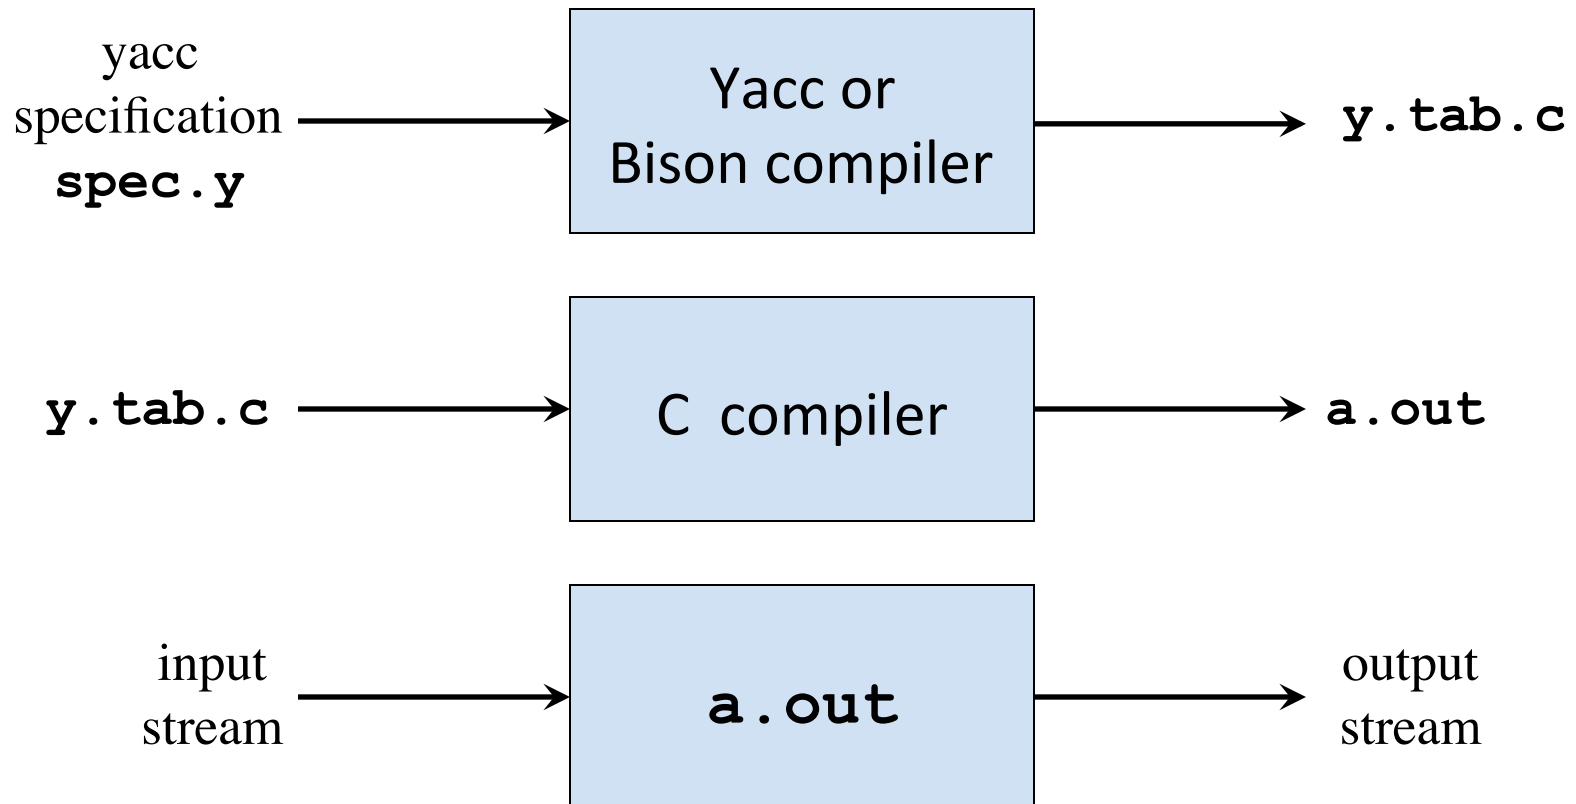 yacc
specification
spec.y
Yacc or
Bison compiler
y.tab.c
y.tab.c
C compiler
a.out
input
stream
a.out
output
stream